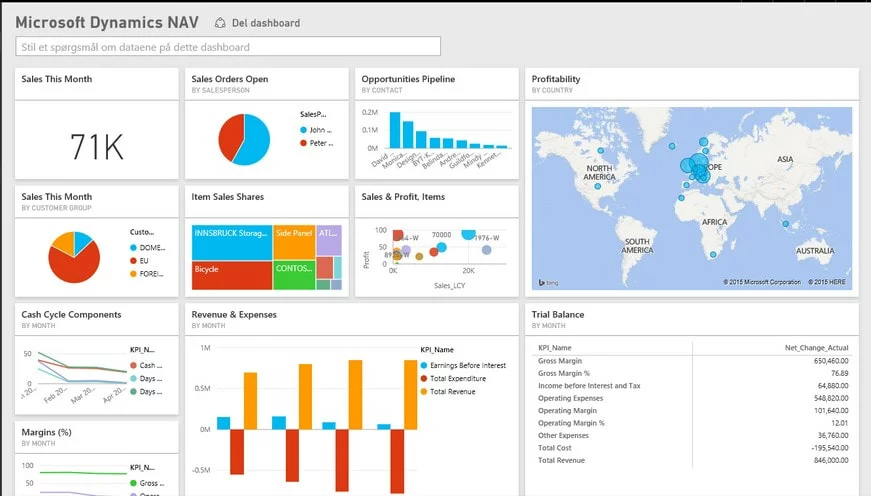 Microsoft Dynamics NAV
Del dashboard
Stil et spørgsmål om dataene på dette dashboard
Sales This Month
71K
Sales Orders Open
BY SALESPERSON
SalesP...
John ...
Peter ...
Opportunities Pipeline
BY CONTACT
0.2M
0.1M
0M
David ...
Monica...
Design...
BYT-K...
Belinda...
Andre...
Guildfo...
Mindy ...
Kennet...
Profitability
BY COUNTRY
NORTH
AMERICA
OPE
ASIA
AFRICA
SOUTH
AMERICA
AUSTRALIA
bing
© 2015 Microsoft Corporation © 2015 HERE
Sales This Month
BY CUSTOMER GROUP
Custo...
DOME...
EU
FOREI...
Item Sales Shares
INNSBRUCK Storag...
Side Panel
ATL...
Bicycle
CONTOS...
Sales & Profit, Items
100
50
0
Profit
70000
1976-W
0K
20K
Sales_LCY
Cash Cycle Components
BY MONTH
50
0
Feb 20...
Mar 20...
Apr 20...
KPI_N...
Cash ...
Days ...
Days ...
Revenue & Expenses
BY MONTH
1M
0.5M
0M
-0.5M
KPI_Name
Earnings Before Interest
Total Expenditure
Total Revenue
Trial Balance
BY MONTH
KPI_Name Net_Change_Actual
Gross Margin 650,460.00
Gross Margin % 76.89
Income before Interest and Tax 64,880.00
Operating Expenses 548,820.00
Operating Margin 101,640.00
Operating Margin % 12.01
Other Expenses 36,760.00
Total Cost -195,540.00
Total Revenue 846,000.00
Margins (%)
BY MONTH
100
50
KPI_N...
Gross ...